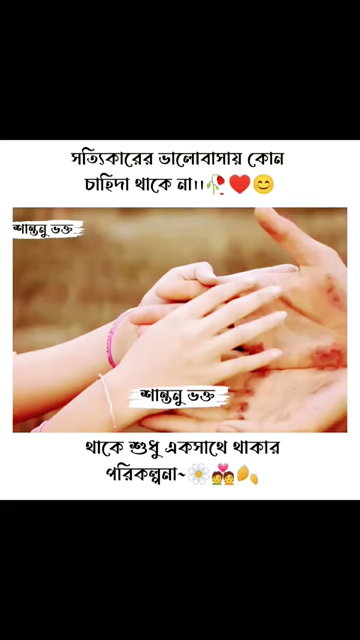 সত্যিকারের ভালোবাসায় কোন
চাহিদা থাকে না।।🥀❤️😊
শান্তনু ভক্ত
শান্তনু ভক্ত
থাকে শুধু একসাথে থাকার
পরিকল্পনা~🌼💑🍂